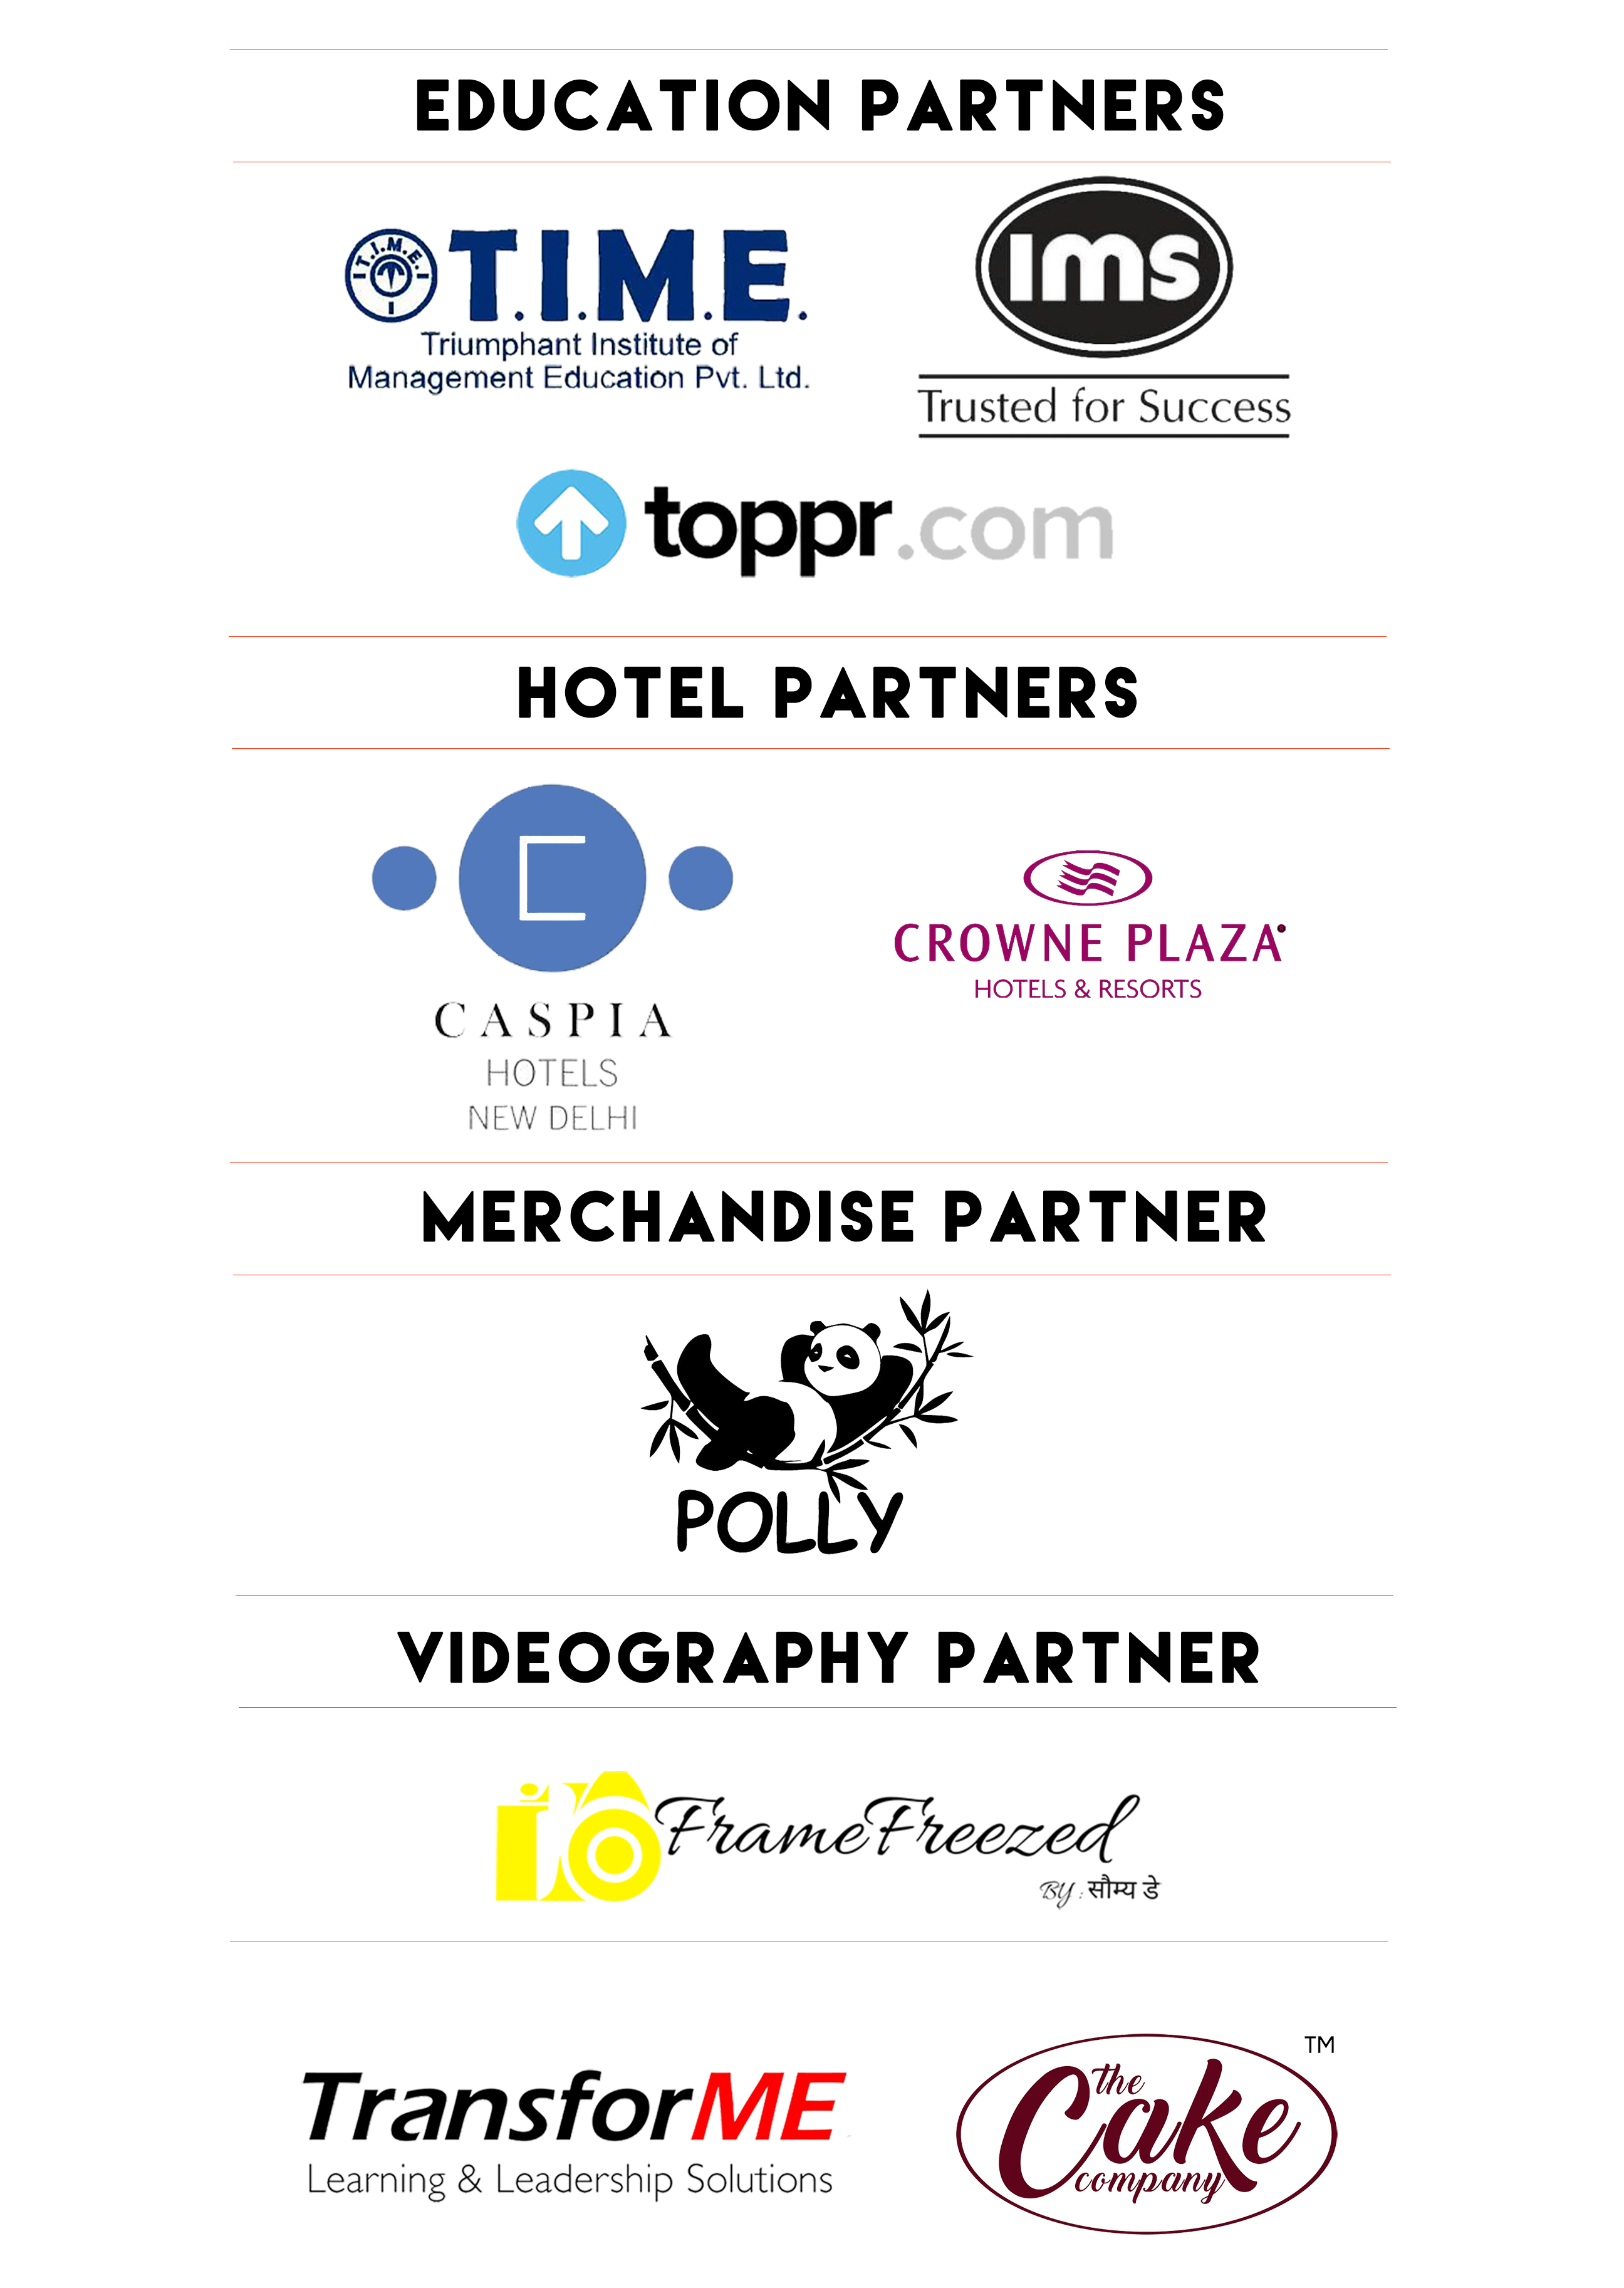 EDUCATION PARTNERS
T.I.M.E.
T.I.M.E.
Triumphant Institute of
Management Education Pvt. Ltd.
ims
Trusted for Success
toppr.com
HOTEL PARTNERS
C
CASPIA
HOTELS
NEW DELHI
CROWNE PLAZA
HOTELS & RESORTS
MERCHANDISE PARTNER
POLLY
VIDEOGRAPHY PARTNER
FrameFreezed
BY : सौम्य डे
TransforME
Learning & Leadership Solutions
the
Cake
company
TM